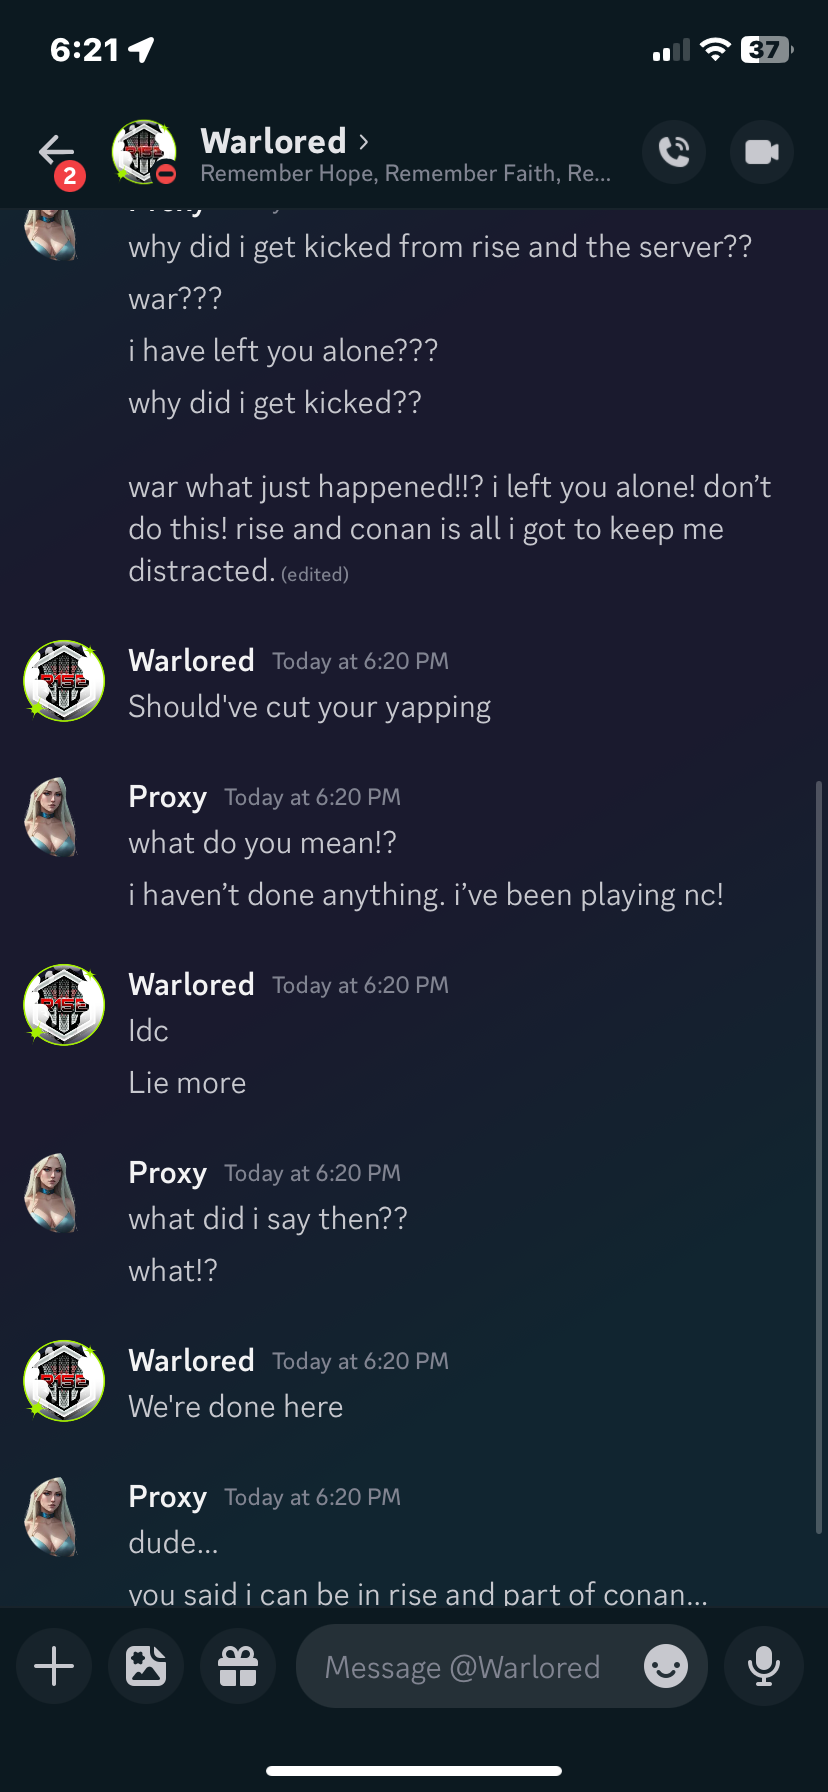 6:21
37
Warlored
2
Remember Hope, Remember Faith, Re...
Proxy
why did i get kicked from rise and the server??
war???
i have left you alone???
why did i get kicked??
war what just happened!!? i left you alone! don't
do this! rise and conan is all i got to keep me
distracted. (edited)
Warlored Today at 6:20 PM
Should've cut your yapping
Proxy Today at 6:20 PM
what do you mean!?
i haven't done anything. i've been playing nc!
Warlored Today at 6:20 PM
Idc
Lie more
Proxy Today at 6:20 PM
what did i say then??
what!?
Warlored Today at 6:20 PM
We're done here
Proxy Today at 6:20 PM
dude...
you said i can be in rise and part of conan...
Message @Warlored